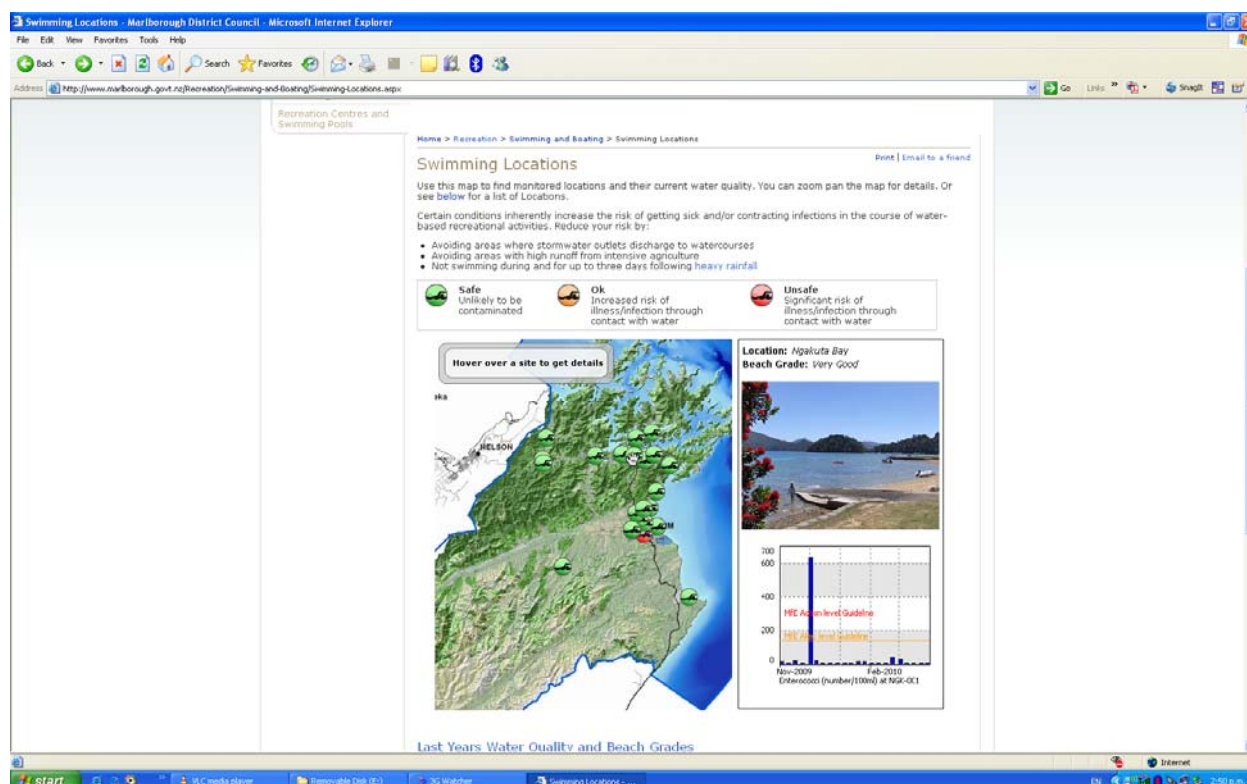 Swimming Locations - Marlborough District Council - Microsoft Internet Explorer
File Edit View Favorites Tools Help
Back Search Favorites
Address http://www.marlborough.govt.nz/Recreation/Swimming-and-Boating/Swimming-Locations.aspx Go Links SnagIt
Recreation Centres and
Swimming Pools
Home > Recreation > Swimming and Boating > Swimming Locations
Print | Email to a friend
Swimming Locations
Use this map to find monitored locations and their current water quality. You can zoom pan the map for details. Or
see below for a list of Locations.
Certain conditions inherently increase the risk of getting sick and/or contracting infections in the course of water-
based recreational activities. Reduce your risk by:
• Avoiding areas where stormwater outlets discharge to watercourses
• Avoiding areas with high runoff from intensive agriculture
• Not swimming during and for up to three days following heavy rainfall
Safe
Unlikely to be
contaminated
Ok
Increased risk of
illness/infection through
contact with water
Unsafe
Significant risk of
illness/infection through
contact with water
Hover over a site to get details
NELSON
Location: Ngakuta Bay
Beach Grade: Very Good
700
600
400
MfE Action level Guideline
200
MfE Alert level Guideline
0
Nov-2009 Feb-2010
Enterococci (number/100ml) at NGK-001
Last Years Water Quality and Beach Grades
Internet
start VLC media player Removable Disk (E:) 3G Watcher Swimming Locations - ... EN 2:50 p.m.